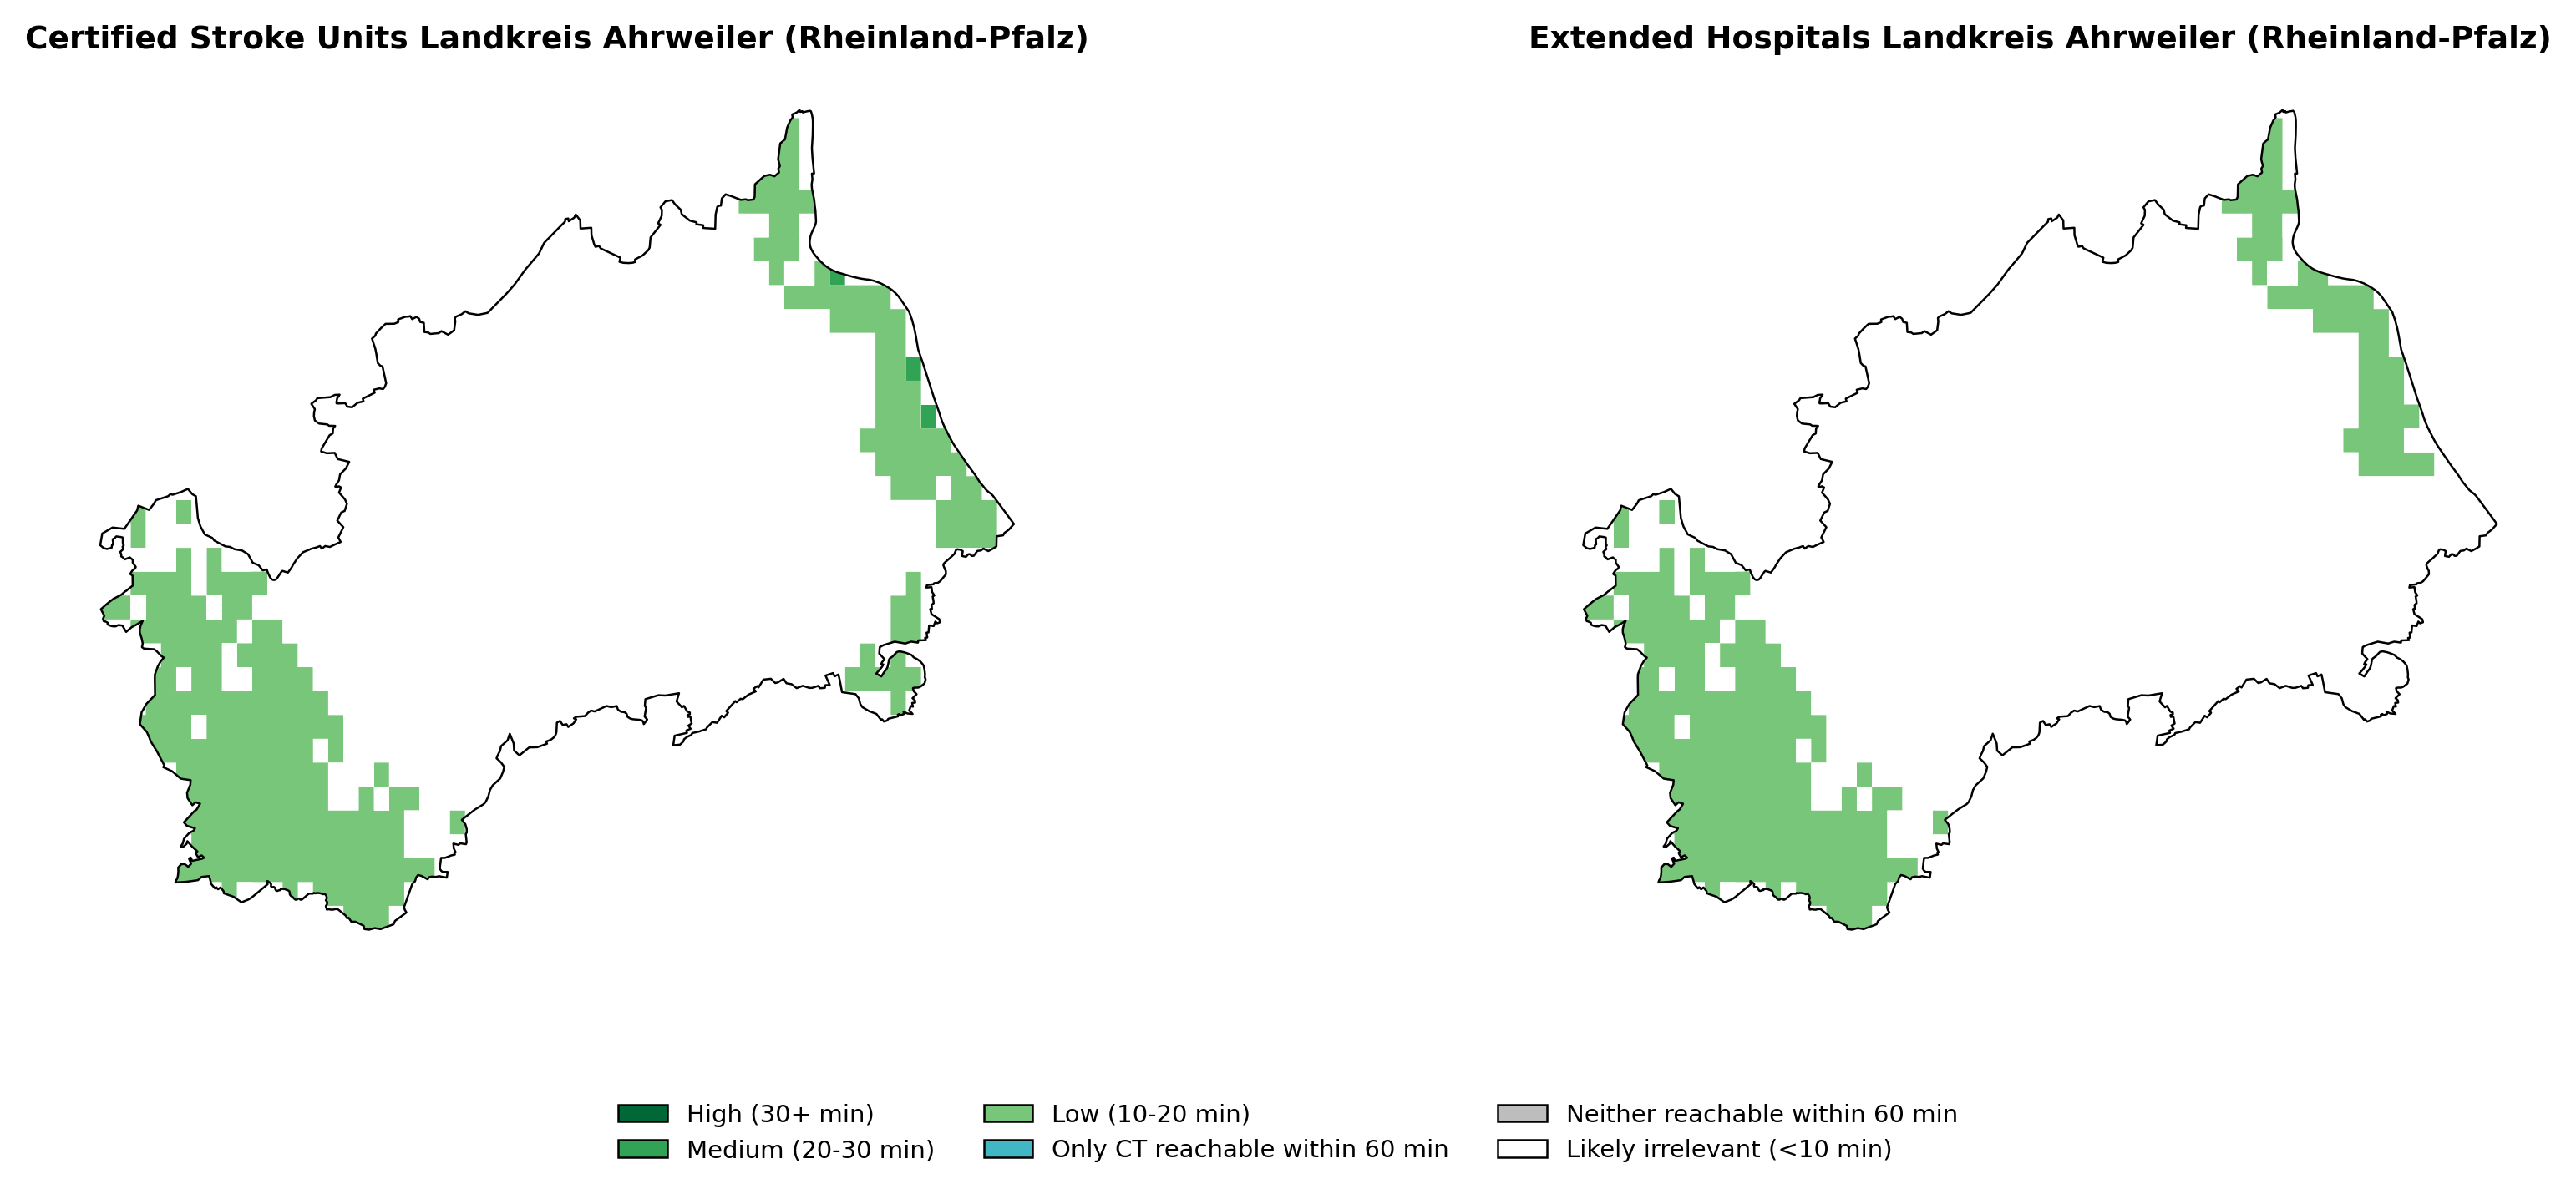 Certified Stroke Units Landkreis Ahrweiler (Rheinland-Pfalz)
Extended Hospitals Landkreis Ahrweiler (Rheinland-Pfalz)
High (30+ min)
Medium (20-30 min)
Low (10-20 min)
Only CT reachable within 60 min
Neither reachable within 60 min
Likely irrelevant (<10 min)